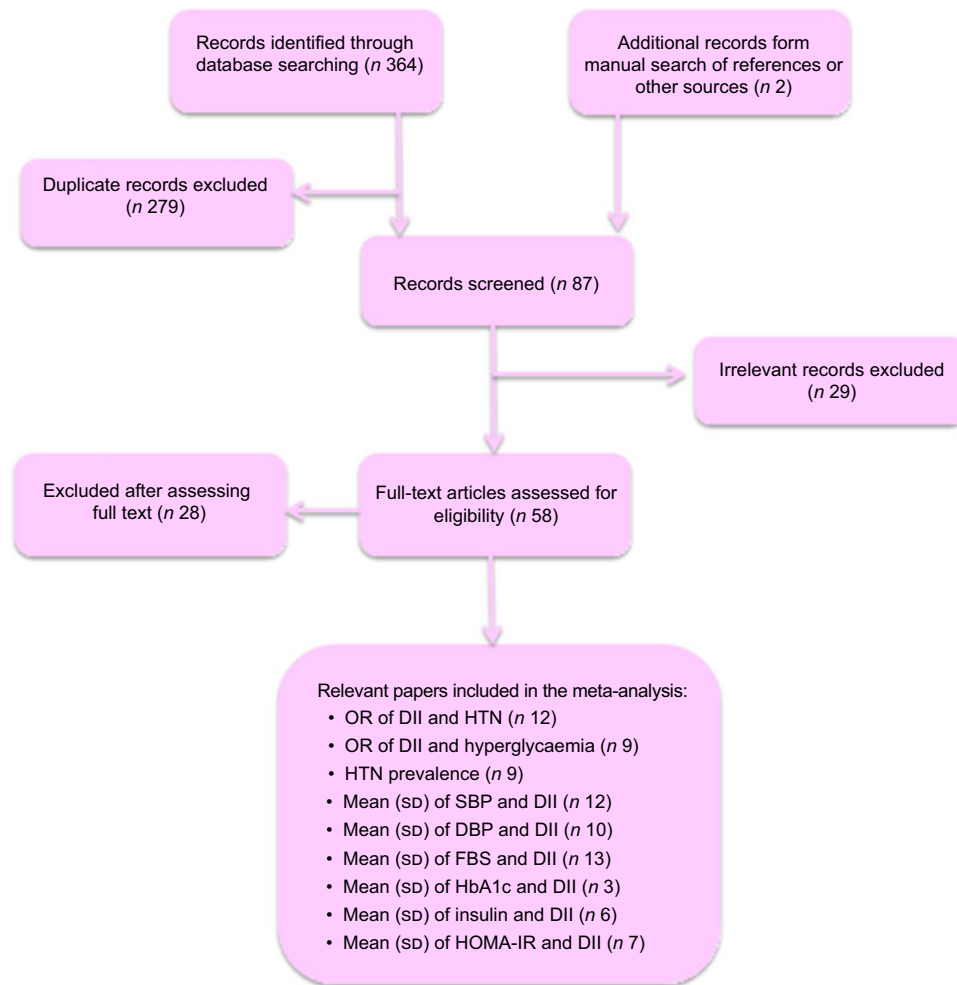 Records identified through
database searching (n 364)
Additional records form
manual search of references or
other sources (n 2)
Duplicate records excluded
(n 279)
Records screened (n 87)
Irrelevant records excluded
(n 29)
Excluded after assessing
full text (n 28)
Full-text articles assessed for
eligibility (n 58)
Relevant papers included in the meta-analysis:
• OR of DII and HTN (n 12)
• OR of DII and hyperglycaemia (n 9)
• HTN prevalence (n 9)
• Mean (SD) of SBP and DII (n 12)
• Mean (SD) of DBP and DII (n 10)
• Mean (SD) of FBS and DII (n 13)
• Mean (SD) of HbA1c and DII (n 3)
• Mean (SD) of insulin and DII (n 6)
• Mean (SD) of HOMA-IR and DII (n 7)